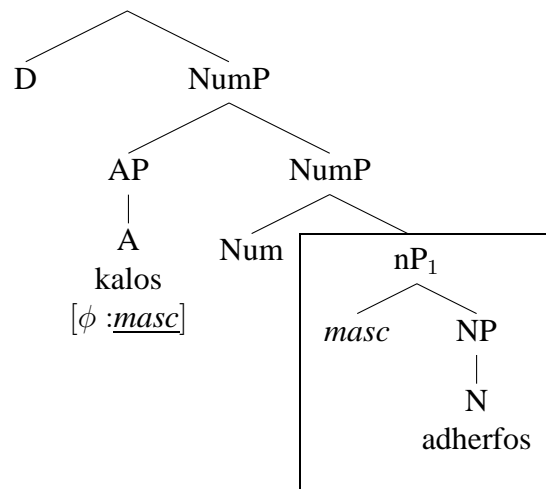 D NumP
AP NumP
A Num nP₁
kalos
[ϕ :masc] masc NP
N
adherfos